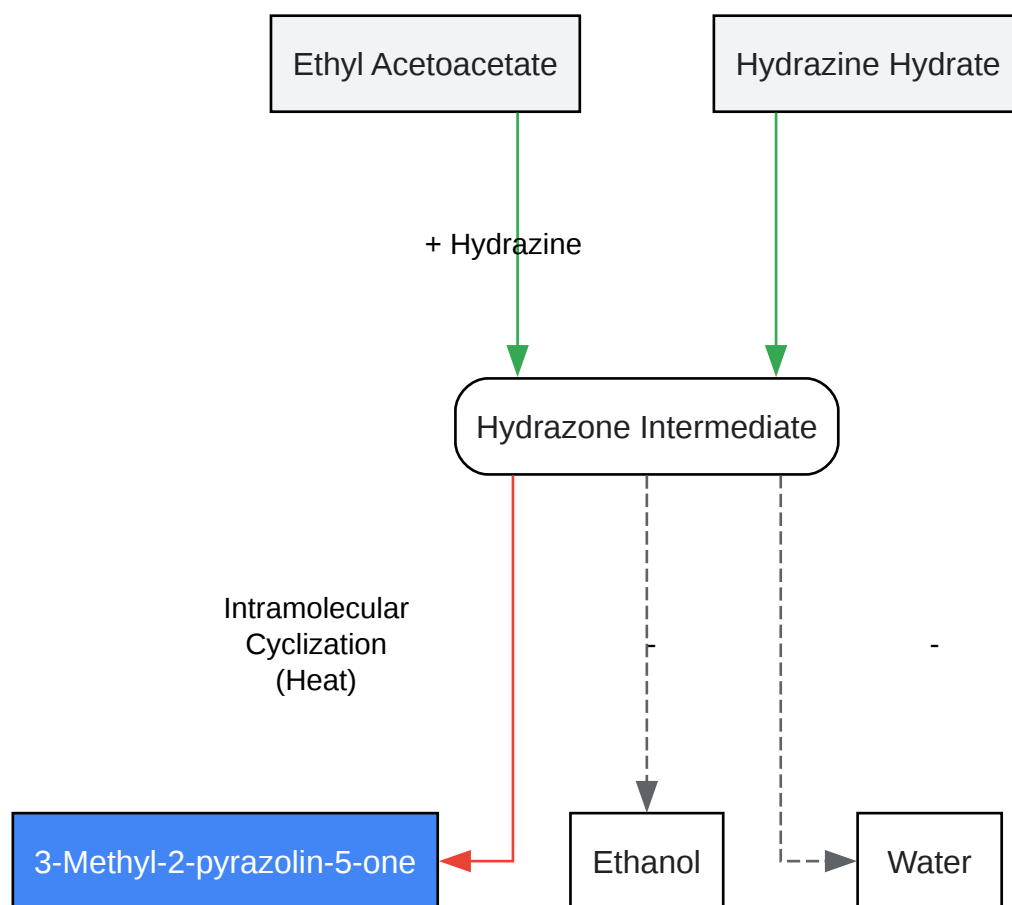 Ethyl Acetoacetate
Hydrazine Hydrate
+ Hydrazine
Hydrazone Intermediate
Intramolecular
Cyclization
(Heat)
-
-
3-Methyl-2-pyrazolin-5-one
Ethanol
Water